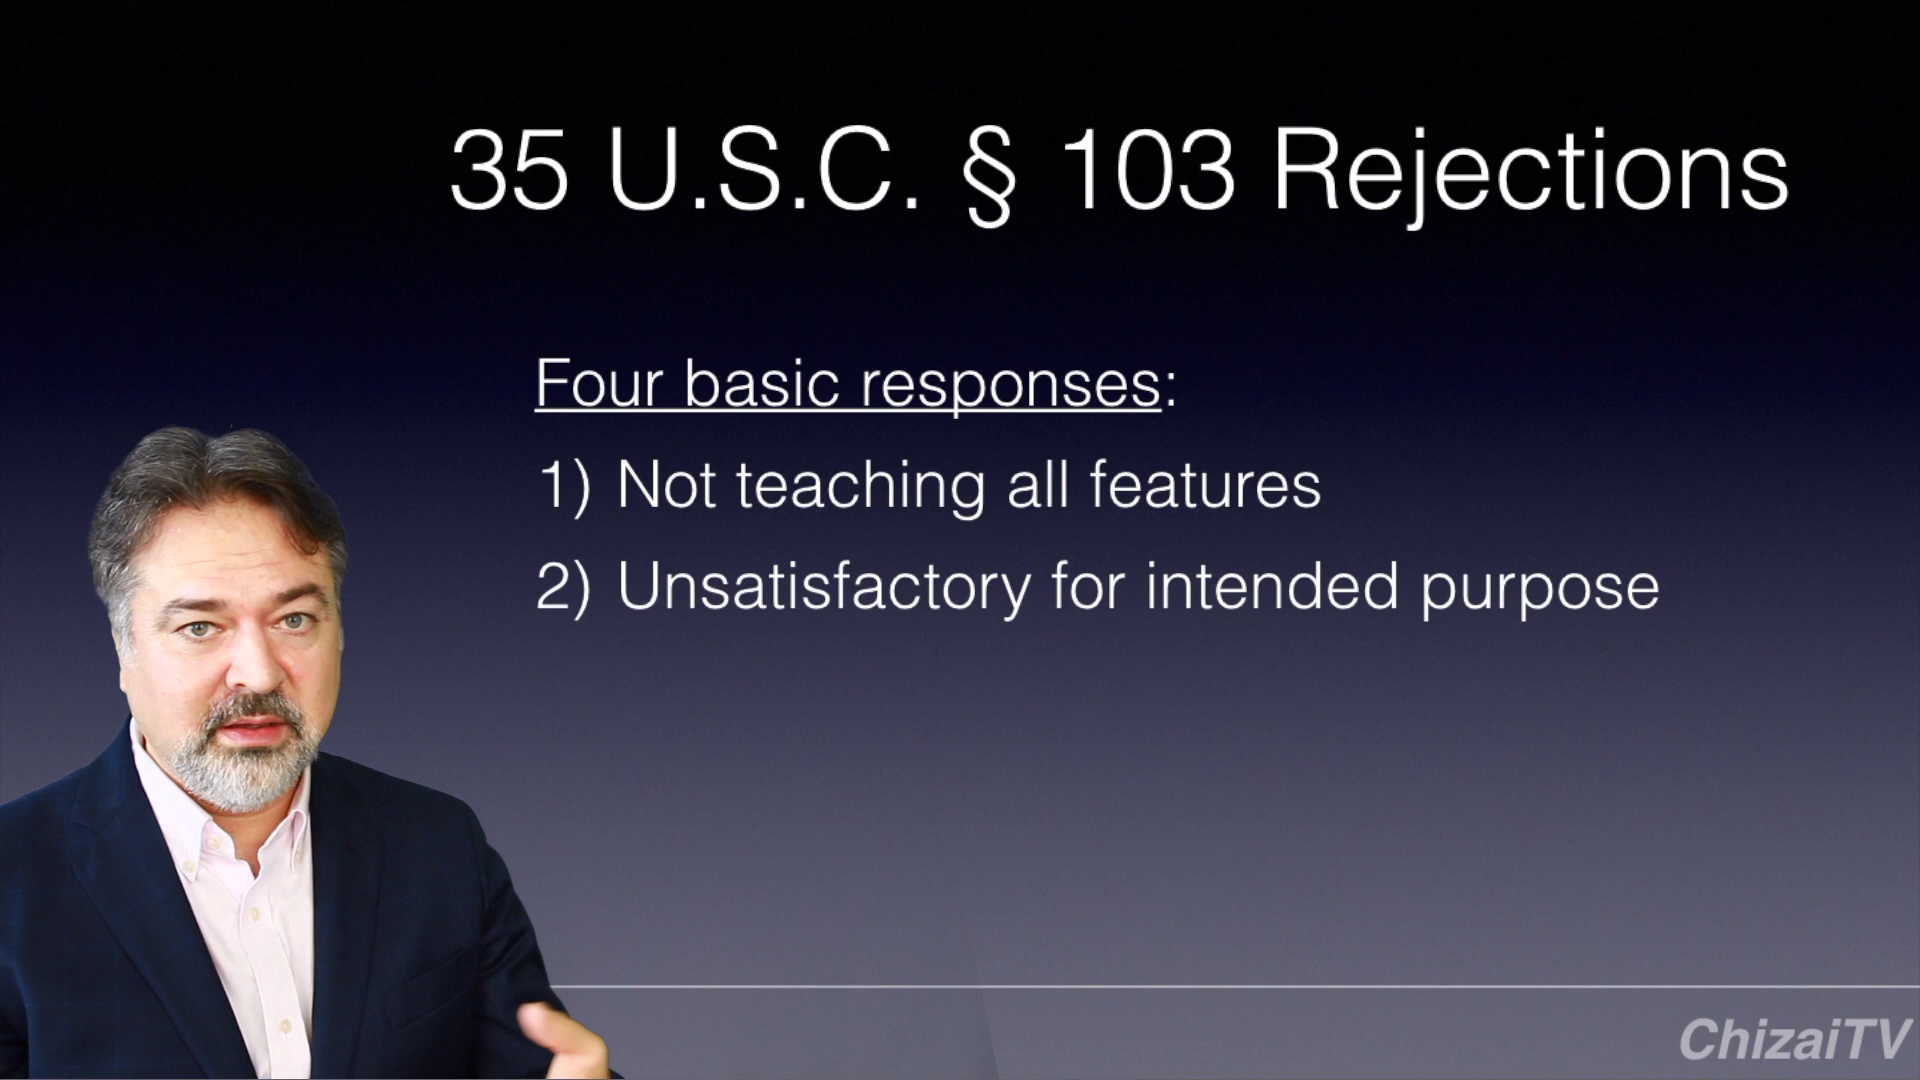 35 U.S.C. § 103 Rejections
Four basic responses:
1) Not teaching all features
2) Unsatisfactory for intended purpose
ChizaiTV